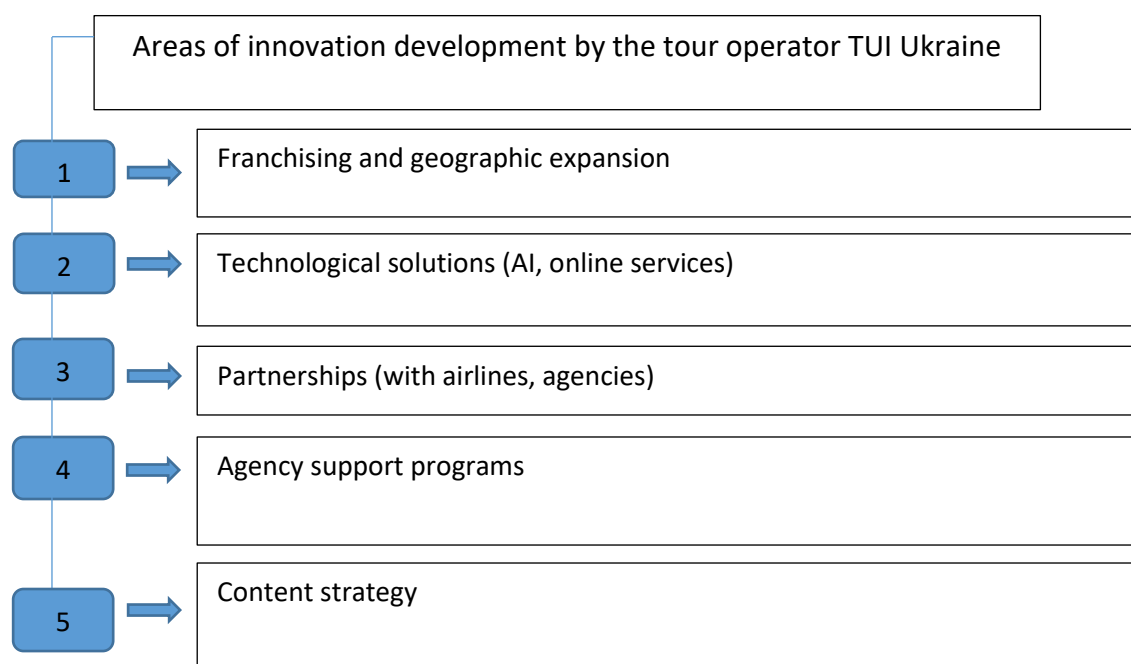 Areas of innovation development by the tour operator TUI Ukraine
1
Franchising and geographic expansion
2
Technological solutions (AI, online services)
3
Partnerships (with airlines, agencies)
4
Agency support programs
5
Content strategy